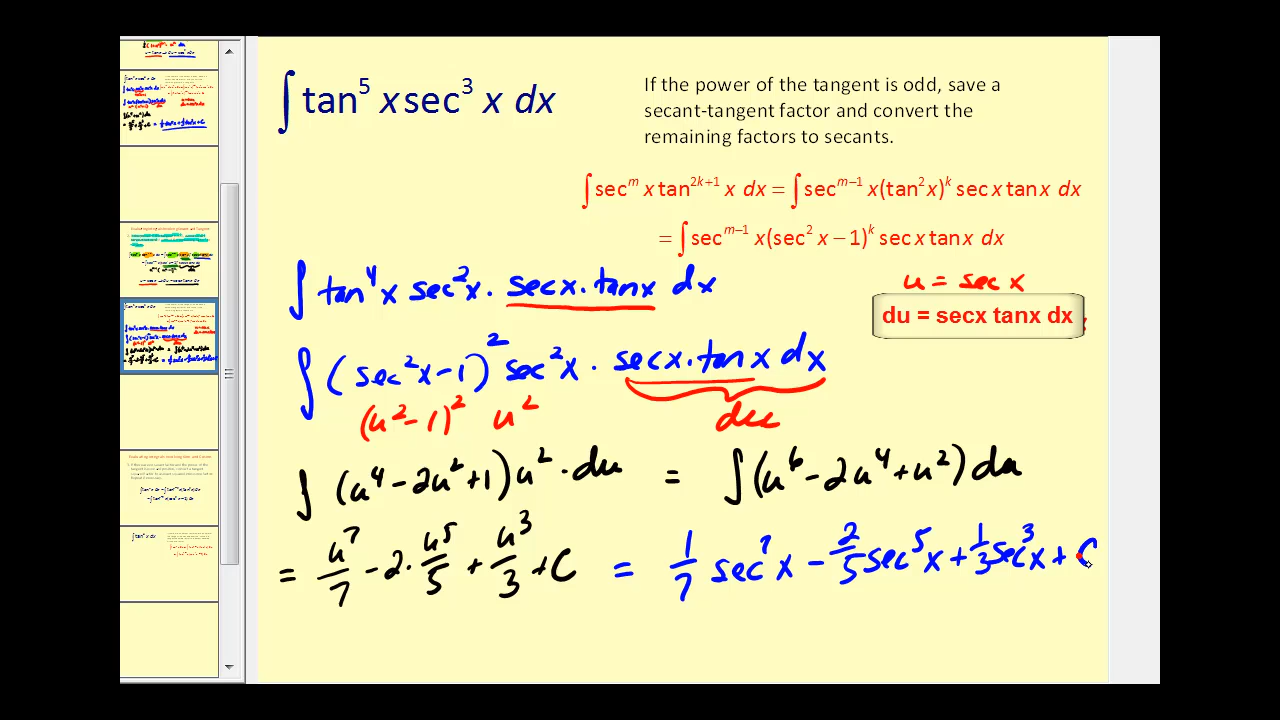 ∫ tan⁵ x sec³ x dx
If the power of the tangent is odd, save a
secant-tangent factor and convert the
remaining factors to secants.
∫ secᵐ x tan²ᵏ⁺¹ x dx = ∫ secᵐ⁻¹ x(tan² x)ᵏ sec x tan x dx
= ∫ secᵐ⁻¹ x(sec² x − 1)ᵏ sec x tan x dx
∫ tan⁴x sec²x · secx · tanx dx
u = sec x
du = secx tanx dx
∫ (sec²x − 1)² sec²x · secx · tanx dx
(u² − 1)² u² du
∫ (u⁴ − 2u² + 1) u² · du = ∫ (u⁶ − 2u⁴ + u²) du
= u⁷/7 − 2 · u⁵/5 + u³/3 + C = 1/7 sec⁷x − 2/5 sec⁵x + 1/3 sec³x + C